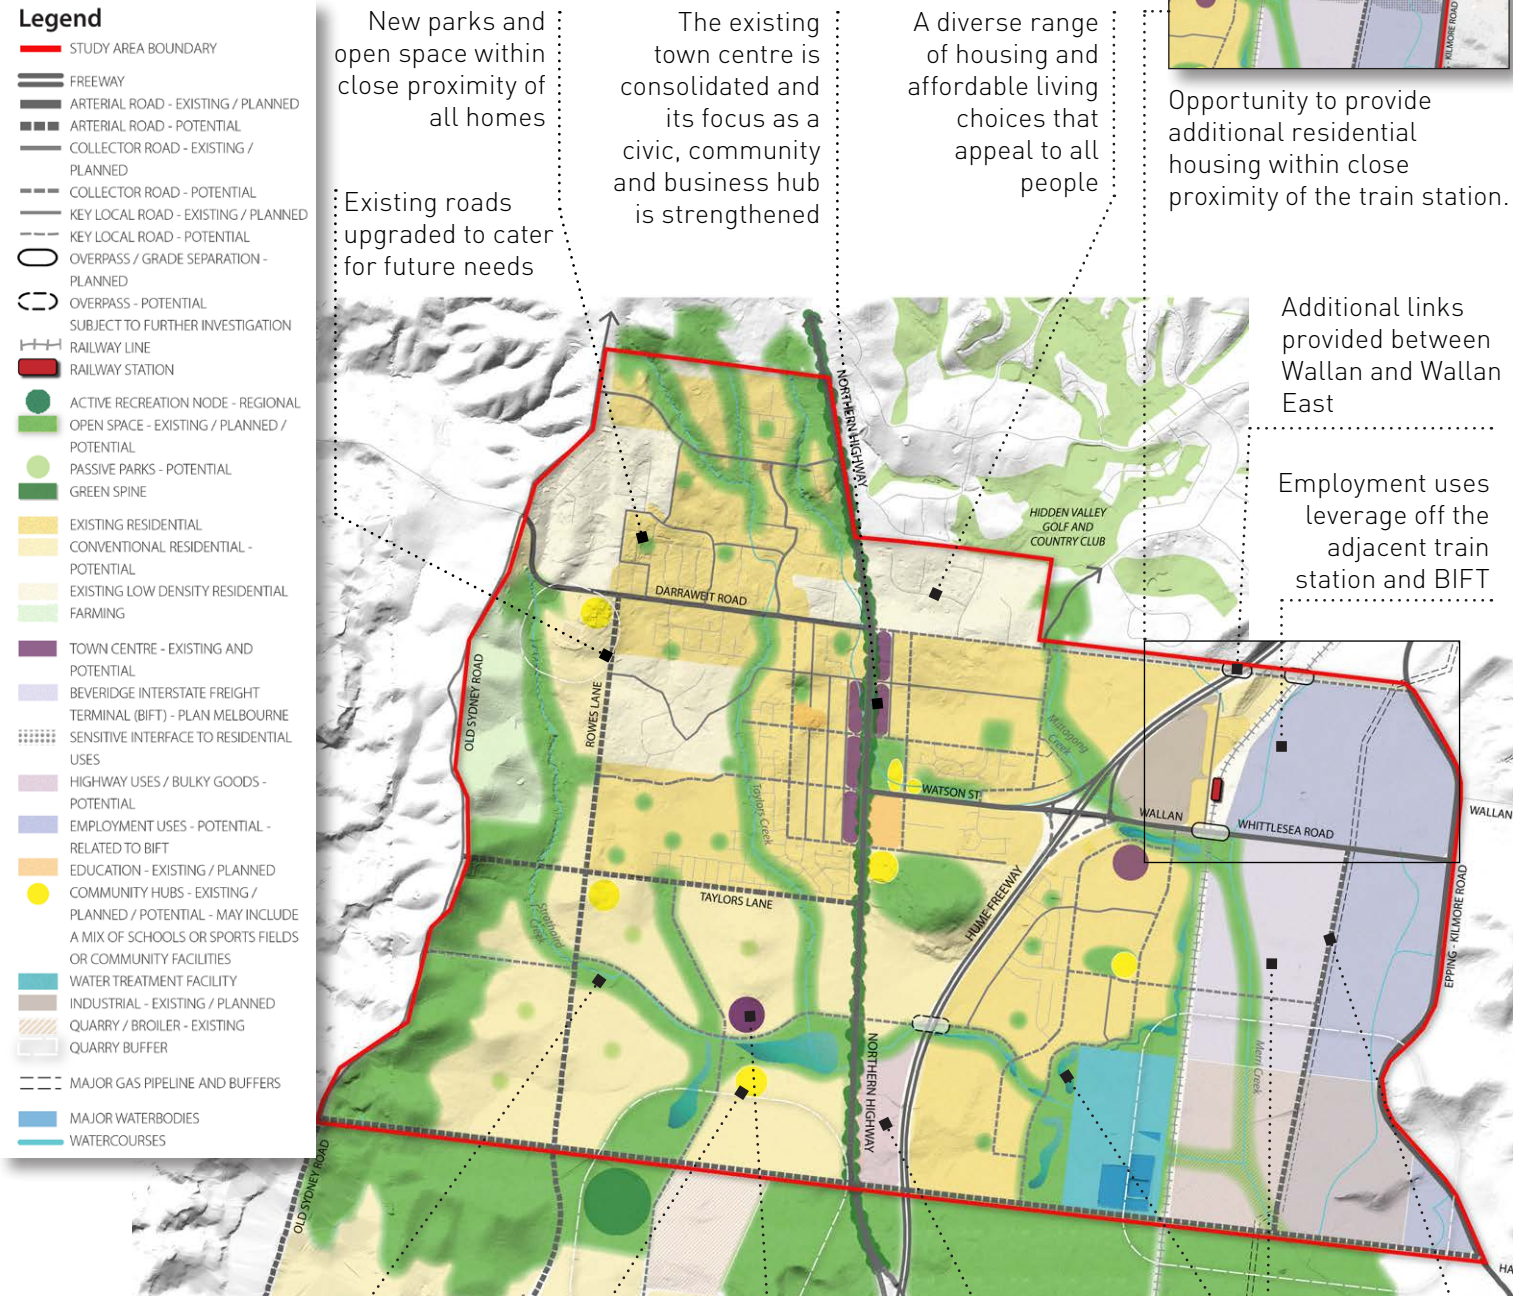 Legend
STUDY AREA BOUNDARY
FREEWAY
ARTERIAL ROAD - EXISTING / PLANNED
ARTERIAL ROAD - POTENTIAL
COLLECTOR ROAD - EXISTING /
PLANNED
COLLECTOR ROAD - POTENTIAL
KEY LOCAL ROAD - EXISTING / PLANNED
KEY LOCAL ROAD - POTENTIAL
OVERPASS / GRADE SEPARATION -
PLANNED
OVERPASS - POTENTIAL
SUBJECT TO FURTHER INVESTIGATION
RAILWAY LINE
RAILWAY STATION
ACTIVE RECREATION NODE - REGIONAL
OPEN SPACE - EXISTING / PLANNED /
POTENTIAL
PASSIVE PARKS - POTENTIAL
GREEN SPINE
EXISTING RESIDENTIAL
CONVENTIONAL RESIDENTIAL -
POTENTIAL
EXISTING LOW DENSITY RESIDENTIAL
FARMING
TOWN CENTRE - EXISTING AND
POTENTIAL
BEVERIDGE INTERSTATE FREIGHT
TERMINAL (BIFT) - PLAN MELBOURNE
SENSITIVE INTERFACE TO RESIDENTIAL
USES
HIGHWAY USES / BULKY GOODS -
POTENTIAL
EMPLOYMENT USES - POTENTIAL -
RELATED TO BIFT
EDUCATION - EXISTING / PLANNED
COMMUNITY HUBS - EXISTING /
PLANNED / POTENTIAL - MAY INCLUDE
A MIX OF SCHOOLS OR SPORTS FIELDS
OR COMMUNITY FACILITIES
WATER TREATMENT FACILITY
INDUSTRIAL - EXISTING / PLANNED
QUARRY / BROILER - EXISTING
QUARRY BUFFER
MAJOR GAS PIPELINE AND BUFFERS
MAJOR WATERBODIES
WATERCOURSES
New parks and
open space within
close proximity of
all homes
Existing roads
upgraded to cater
for future needs
The existing
town centre is
consolidated and
its focus as a
civic, community
and business hub
is strengthened
A diverse range
of housing and
affordable living
choices that
appeal to all
people
- KILMORE ROAD
Opportunity to provide
additional residential
housing within close
proximity of the train station.
Additional links
provided between
Wallan and Wallan
East
Employment uses
leverage off the
adjacent train
station and BIFT
NORTHERN HIGHWAY
HIDDEN VALLEY
GOLF AND
COUNTRY CLUB
DARRAWEIT ROAD
OLD SYDNEY ROAD
ROWES LANE
Mittagong
Creek
Taylors Creek
WATSON ST
WALLAN
WHITTLESEA ROAD
WALLAN
HUME FREEWAY
TAYLORS LANE
Strathaird
Creek
EPPING - KILMORE ROAD
NORTHERN HIGHWAY
Merri Creek
OLD SYDNEY ROAD
HA